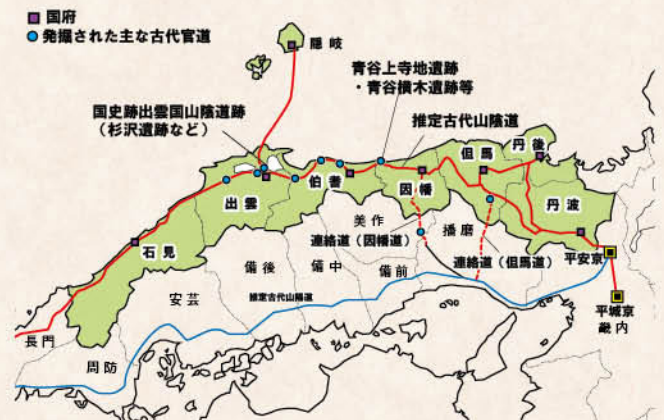 国府
発掘された主な古代官道
隠岐
青谷上寺地遺跡
・青谷横木遺跡等
国史跡出雲国山陰道跡
（杉沢遺跡など）
推定古代山陰道
丹後
但馬
伯耆
因幡
丹波
出雲
美作
播磨
連絡道（因幡道）
石見
連絡道（但馬道）
平安京
備後
備中
備前
安芸
推定古代山陽道
平城京
畿内
長門
周防